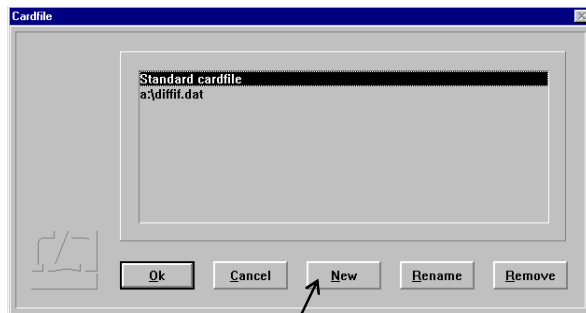 Cardfile
Standard cardfile
a:\diffif.dat
Ok
Cancel
New
Rename
Remove